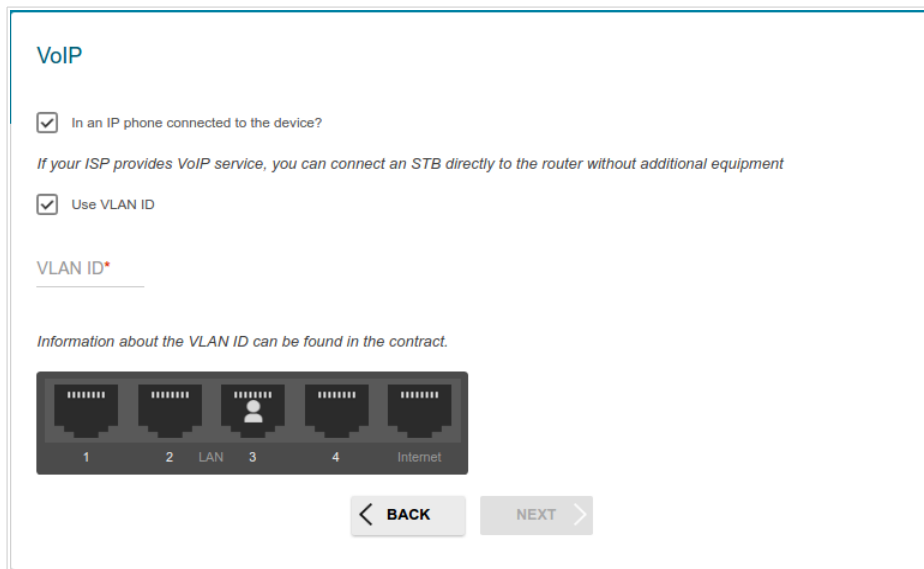 VoIP
In an IP phone connected to the device?
If your ISP provides VoIP service, you can connect an STB directly to the router without additional equipment
Use VLAN ID
VLAN ID*
Information about the VLAN ID can be found in the contract.
1 2 LAN 3 4 Internet
BACK NEXT